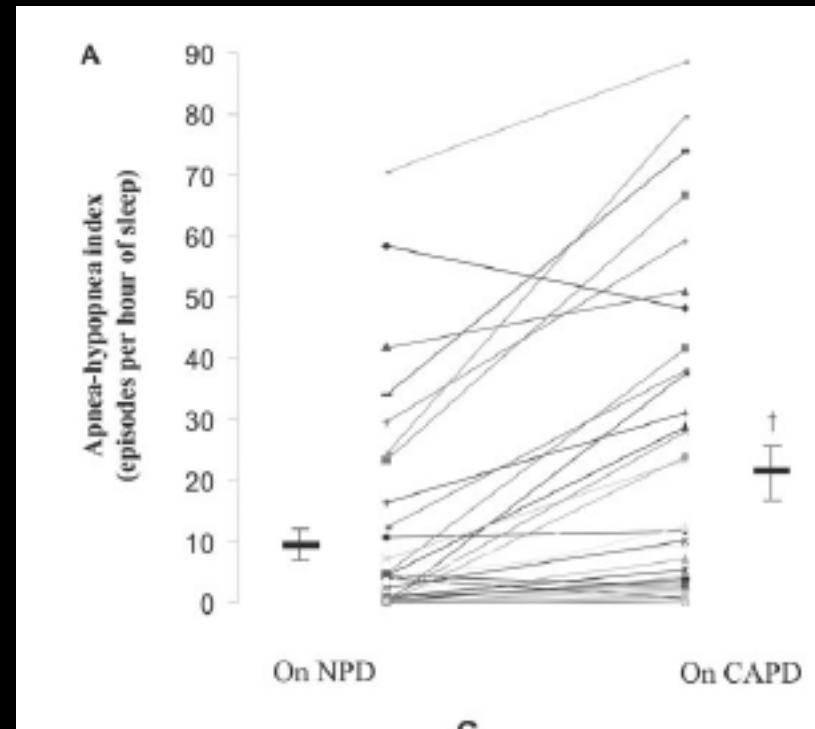 A
90
80
70
60
50
40
30
20
10
0
Apnea-hypopnea index
(episodes per hour of sleep)
†
On NPD
On CAPD